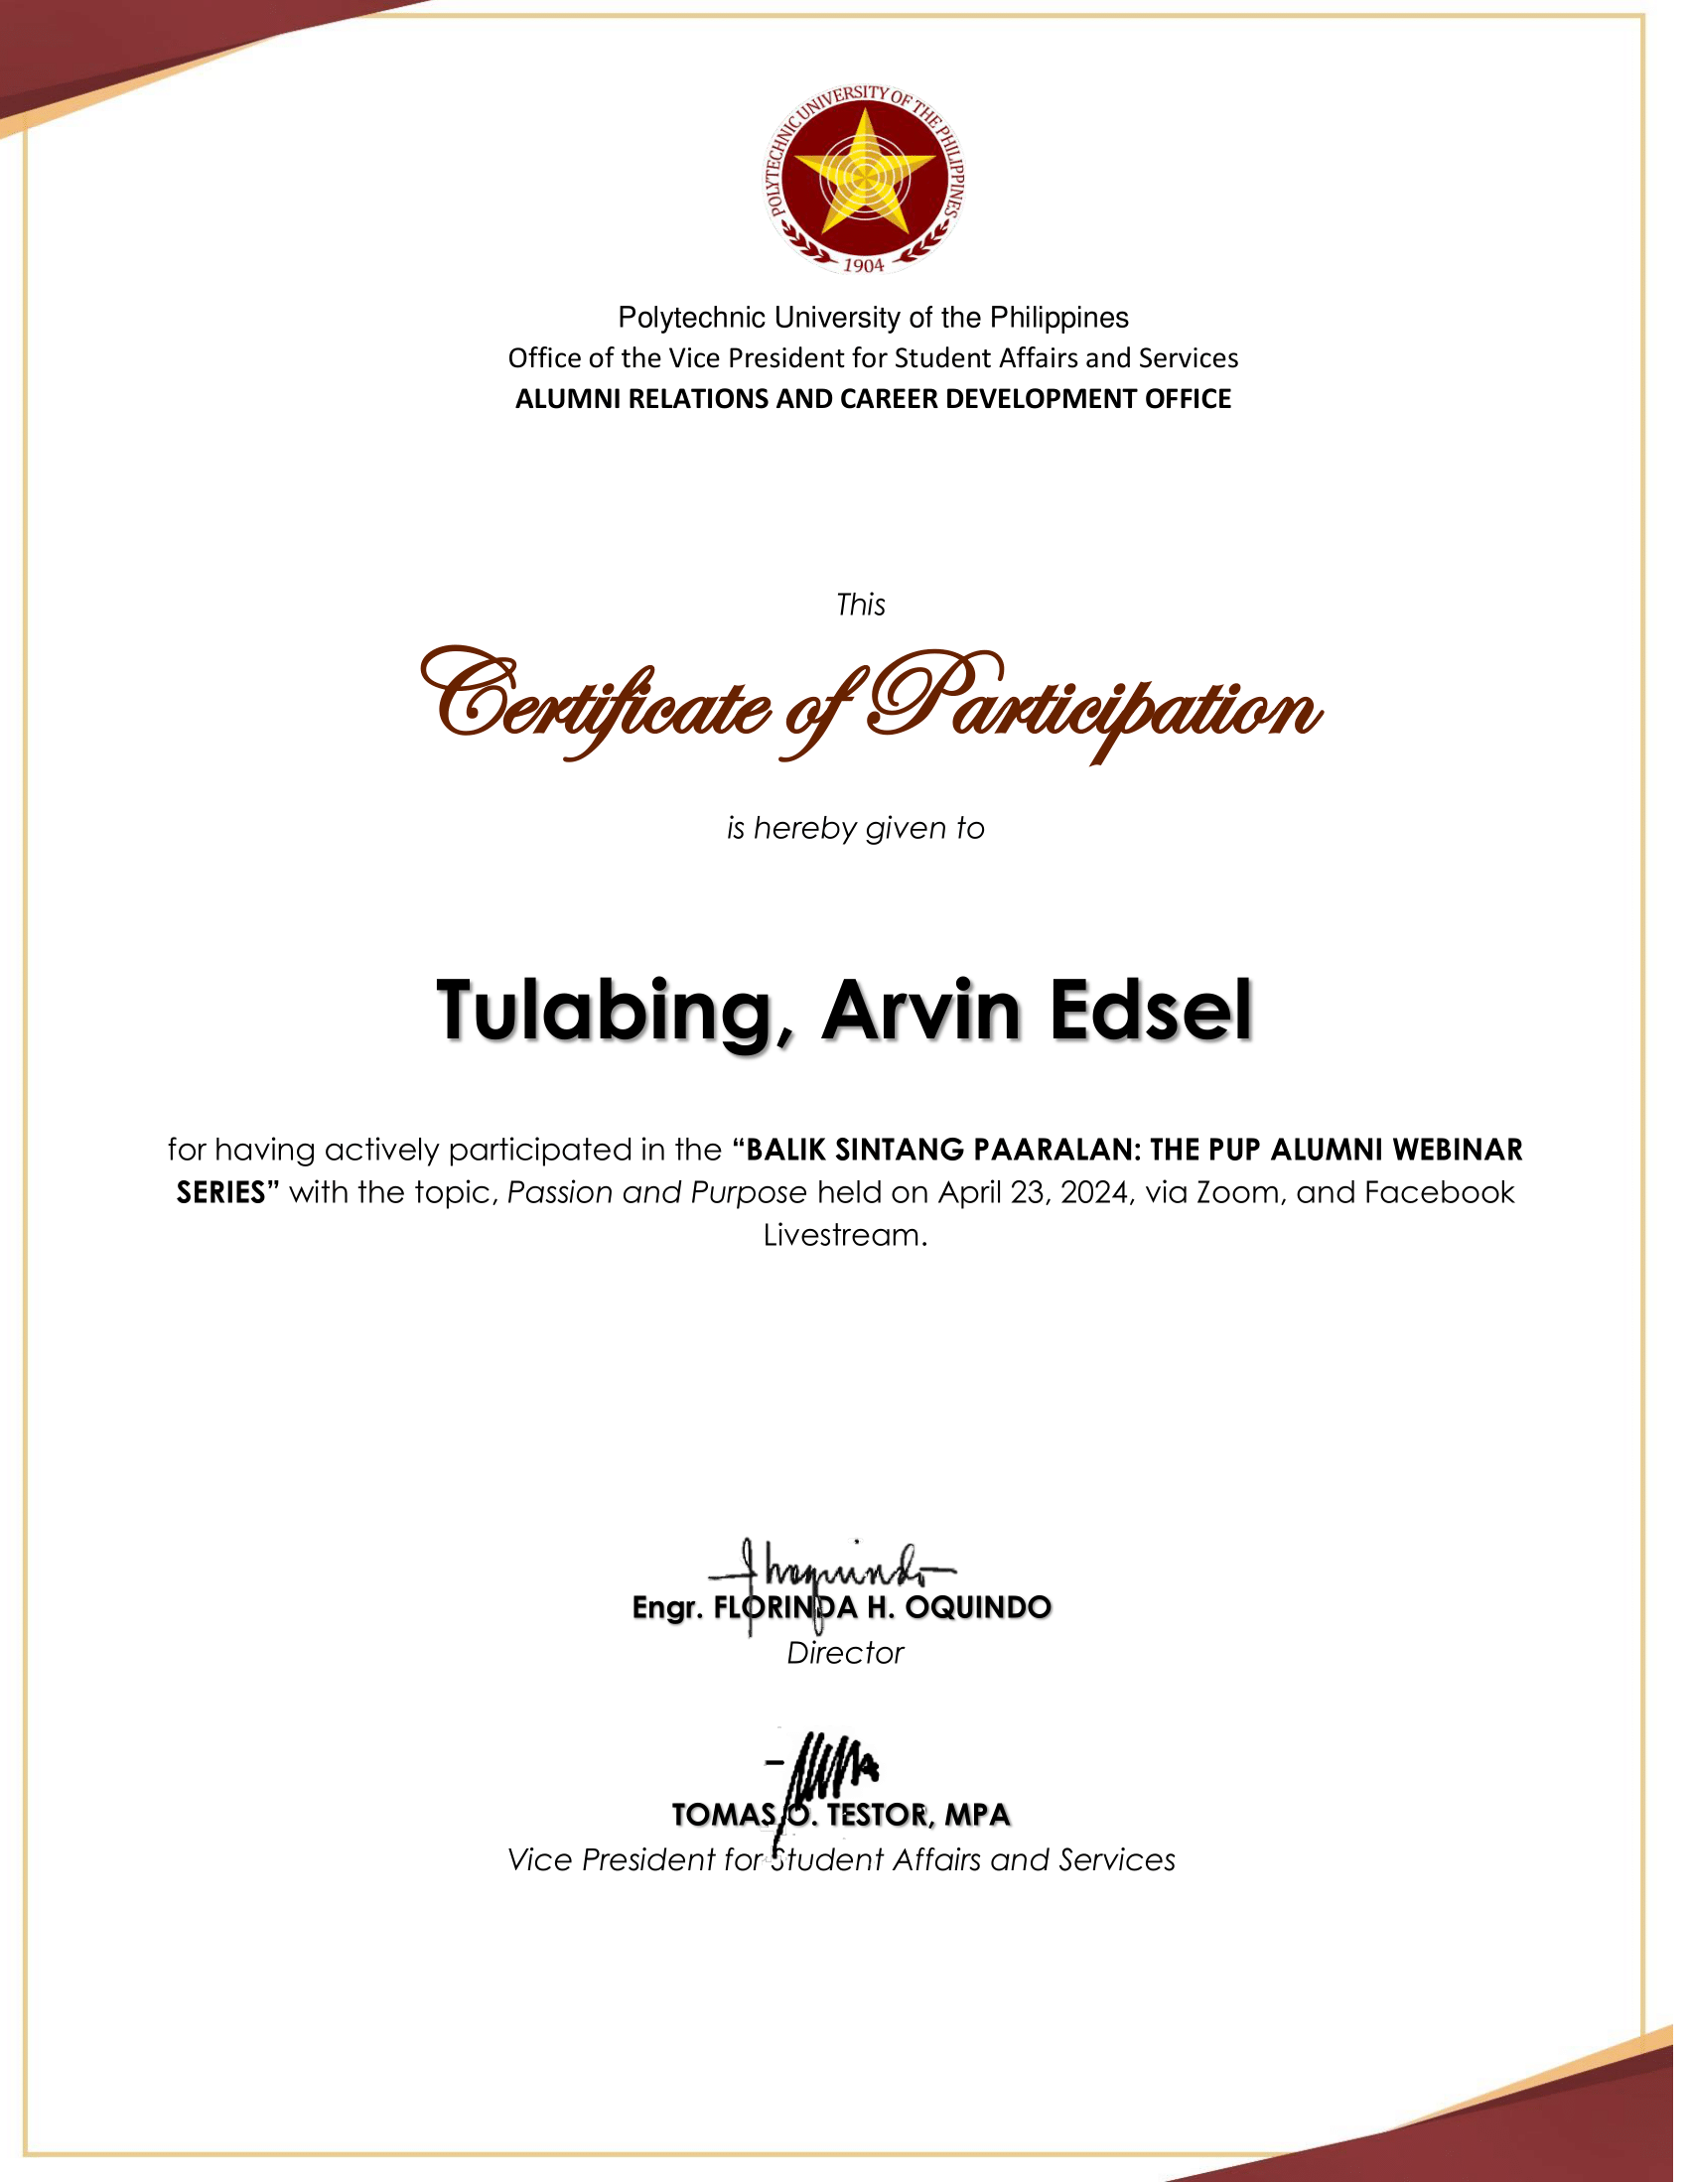 POLYTECHNIC UNIVERSITY OF THE PHILIPPINES
1904
Polytechnic University of the Philippines
Office of the Vice President for Student Affairs and Services
ALUMNI RELATIONS AND CAREER DEVELOPMENT OFFICE
This
Certificate of Participation
is hereby given to
Tulabing, Arvin Edsel
for having actively participated in the “BALIK SINTANG PAARALAN: THE PUP ALUMNI WEBINAR
SERIES” with the topic, Passion and Purpose held on April 23, 2024, via Zoom, and Facebook
Livestream.
Engr. FLORINDA H. OQUINDO
Director
TOMAS O. TESTOR, MPA
Vice President for Student Affairs and Services